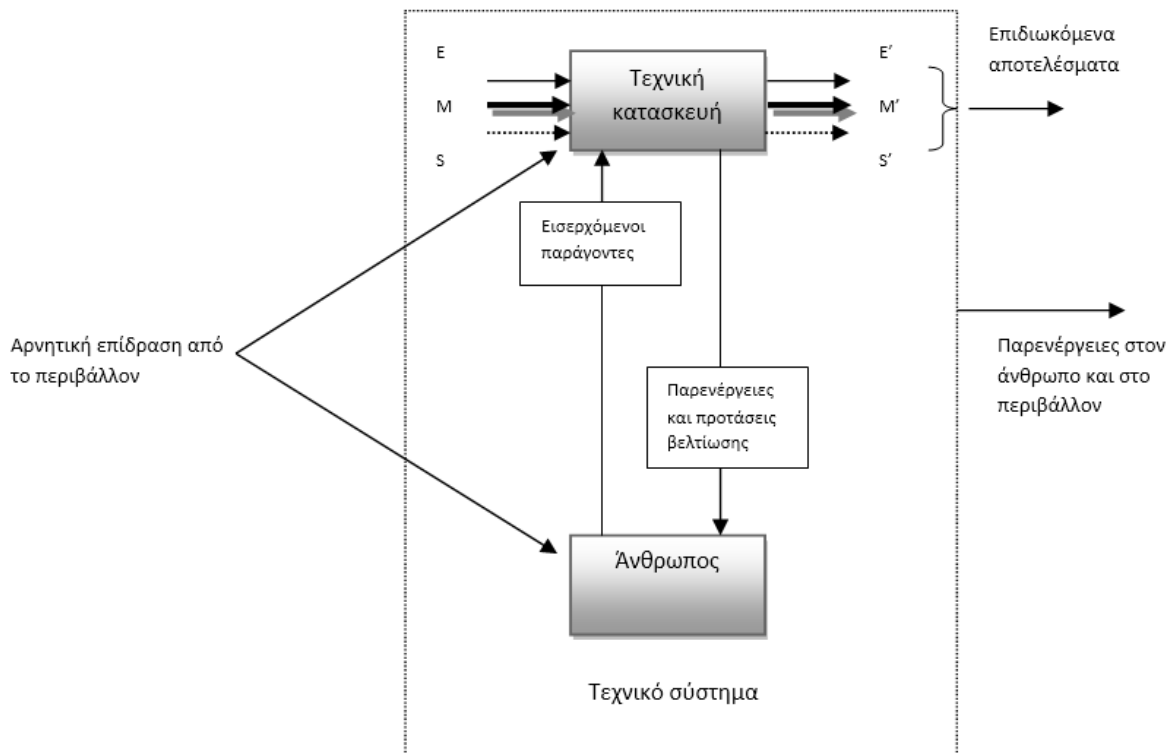 E
M
S
Τεχνική
κατασκευή
E’
M’
S’
Επιδιωκόμενα
αποτελέσματα
Εισερχόμενοι
παράγοντες
Αρνητική επίδραση από
το περιβάλλον
Παρενέργειες
και προτάσεις
βελτίωσης
Παρενέργειες στον
άνθρωπο και στο
περιβάλλον
Άνθρωπος
Τεχνικό σύστημα